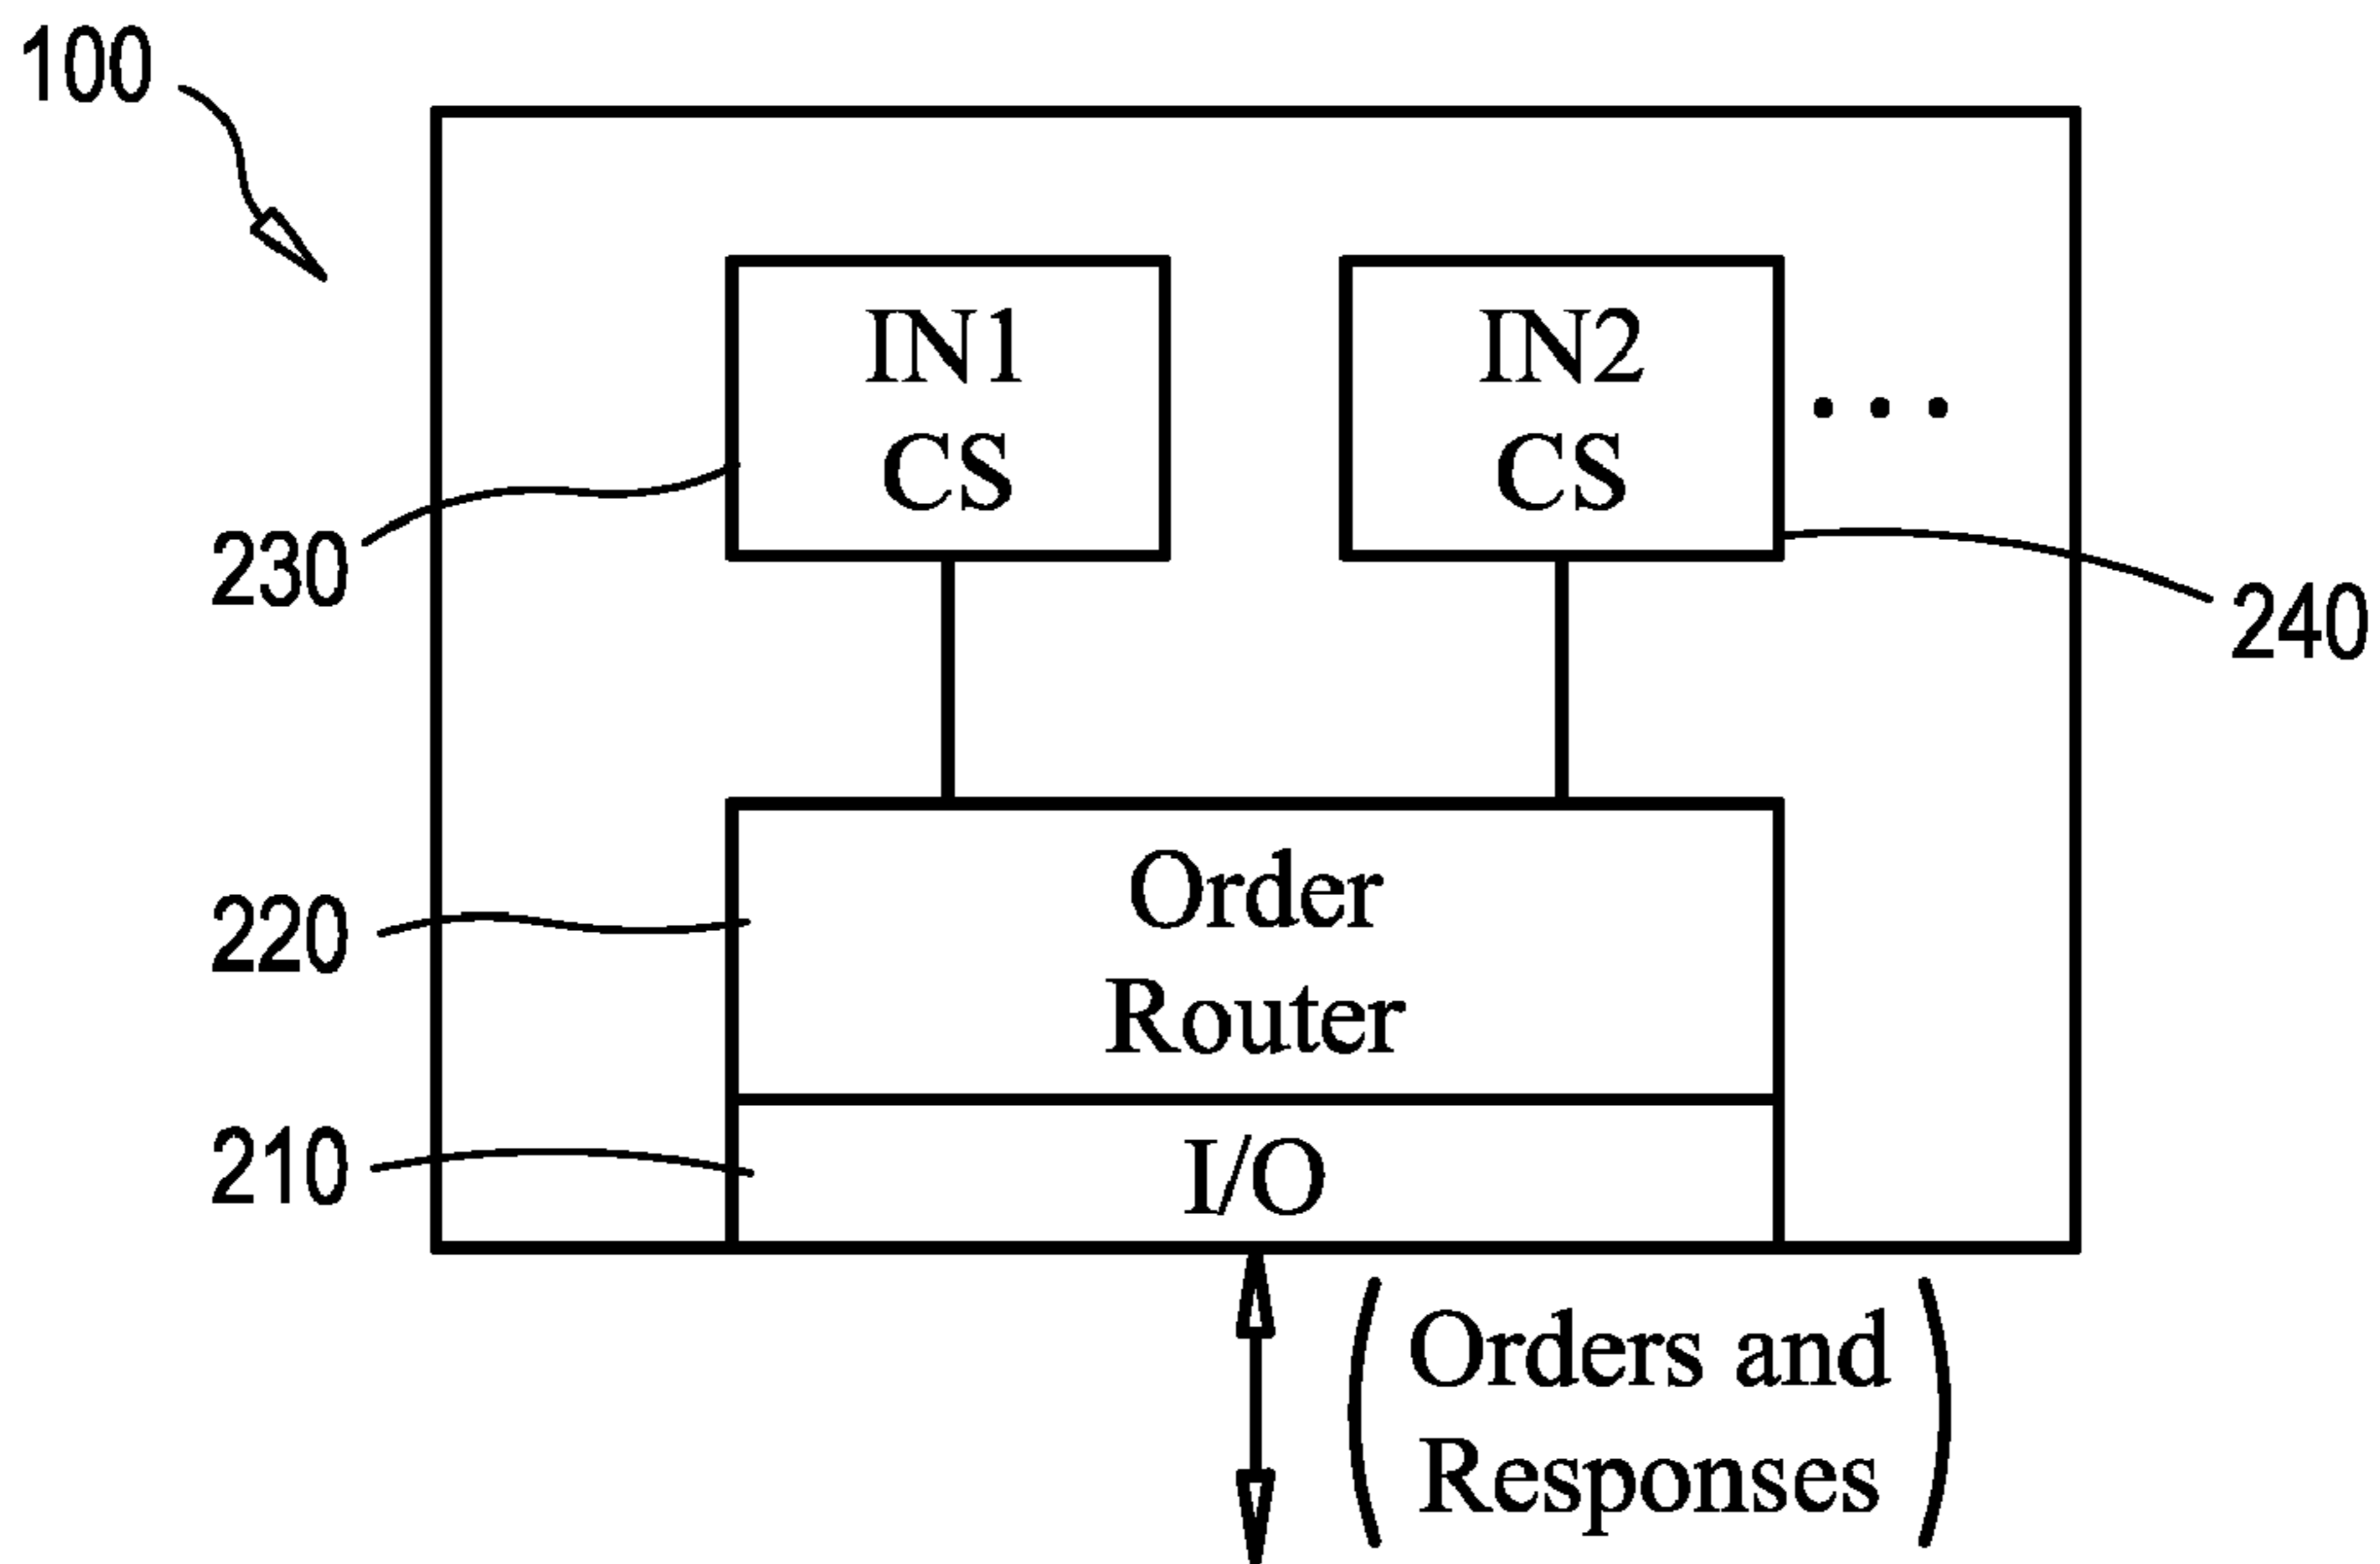 100
IN1
CS
IN2
CS
230
240
Order
Router
220
I/O
210
Orders and
Responses